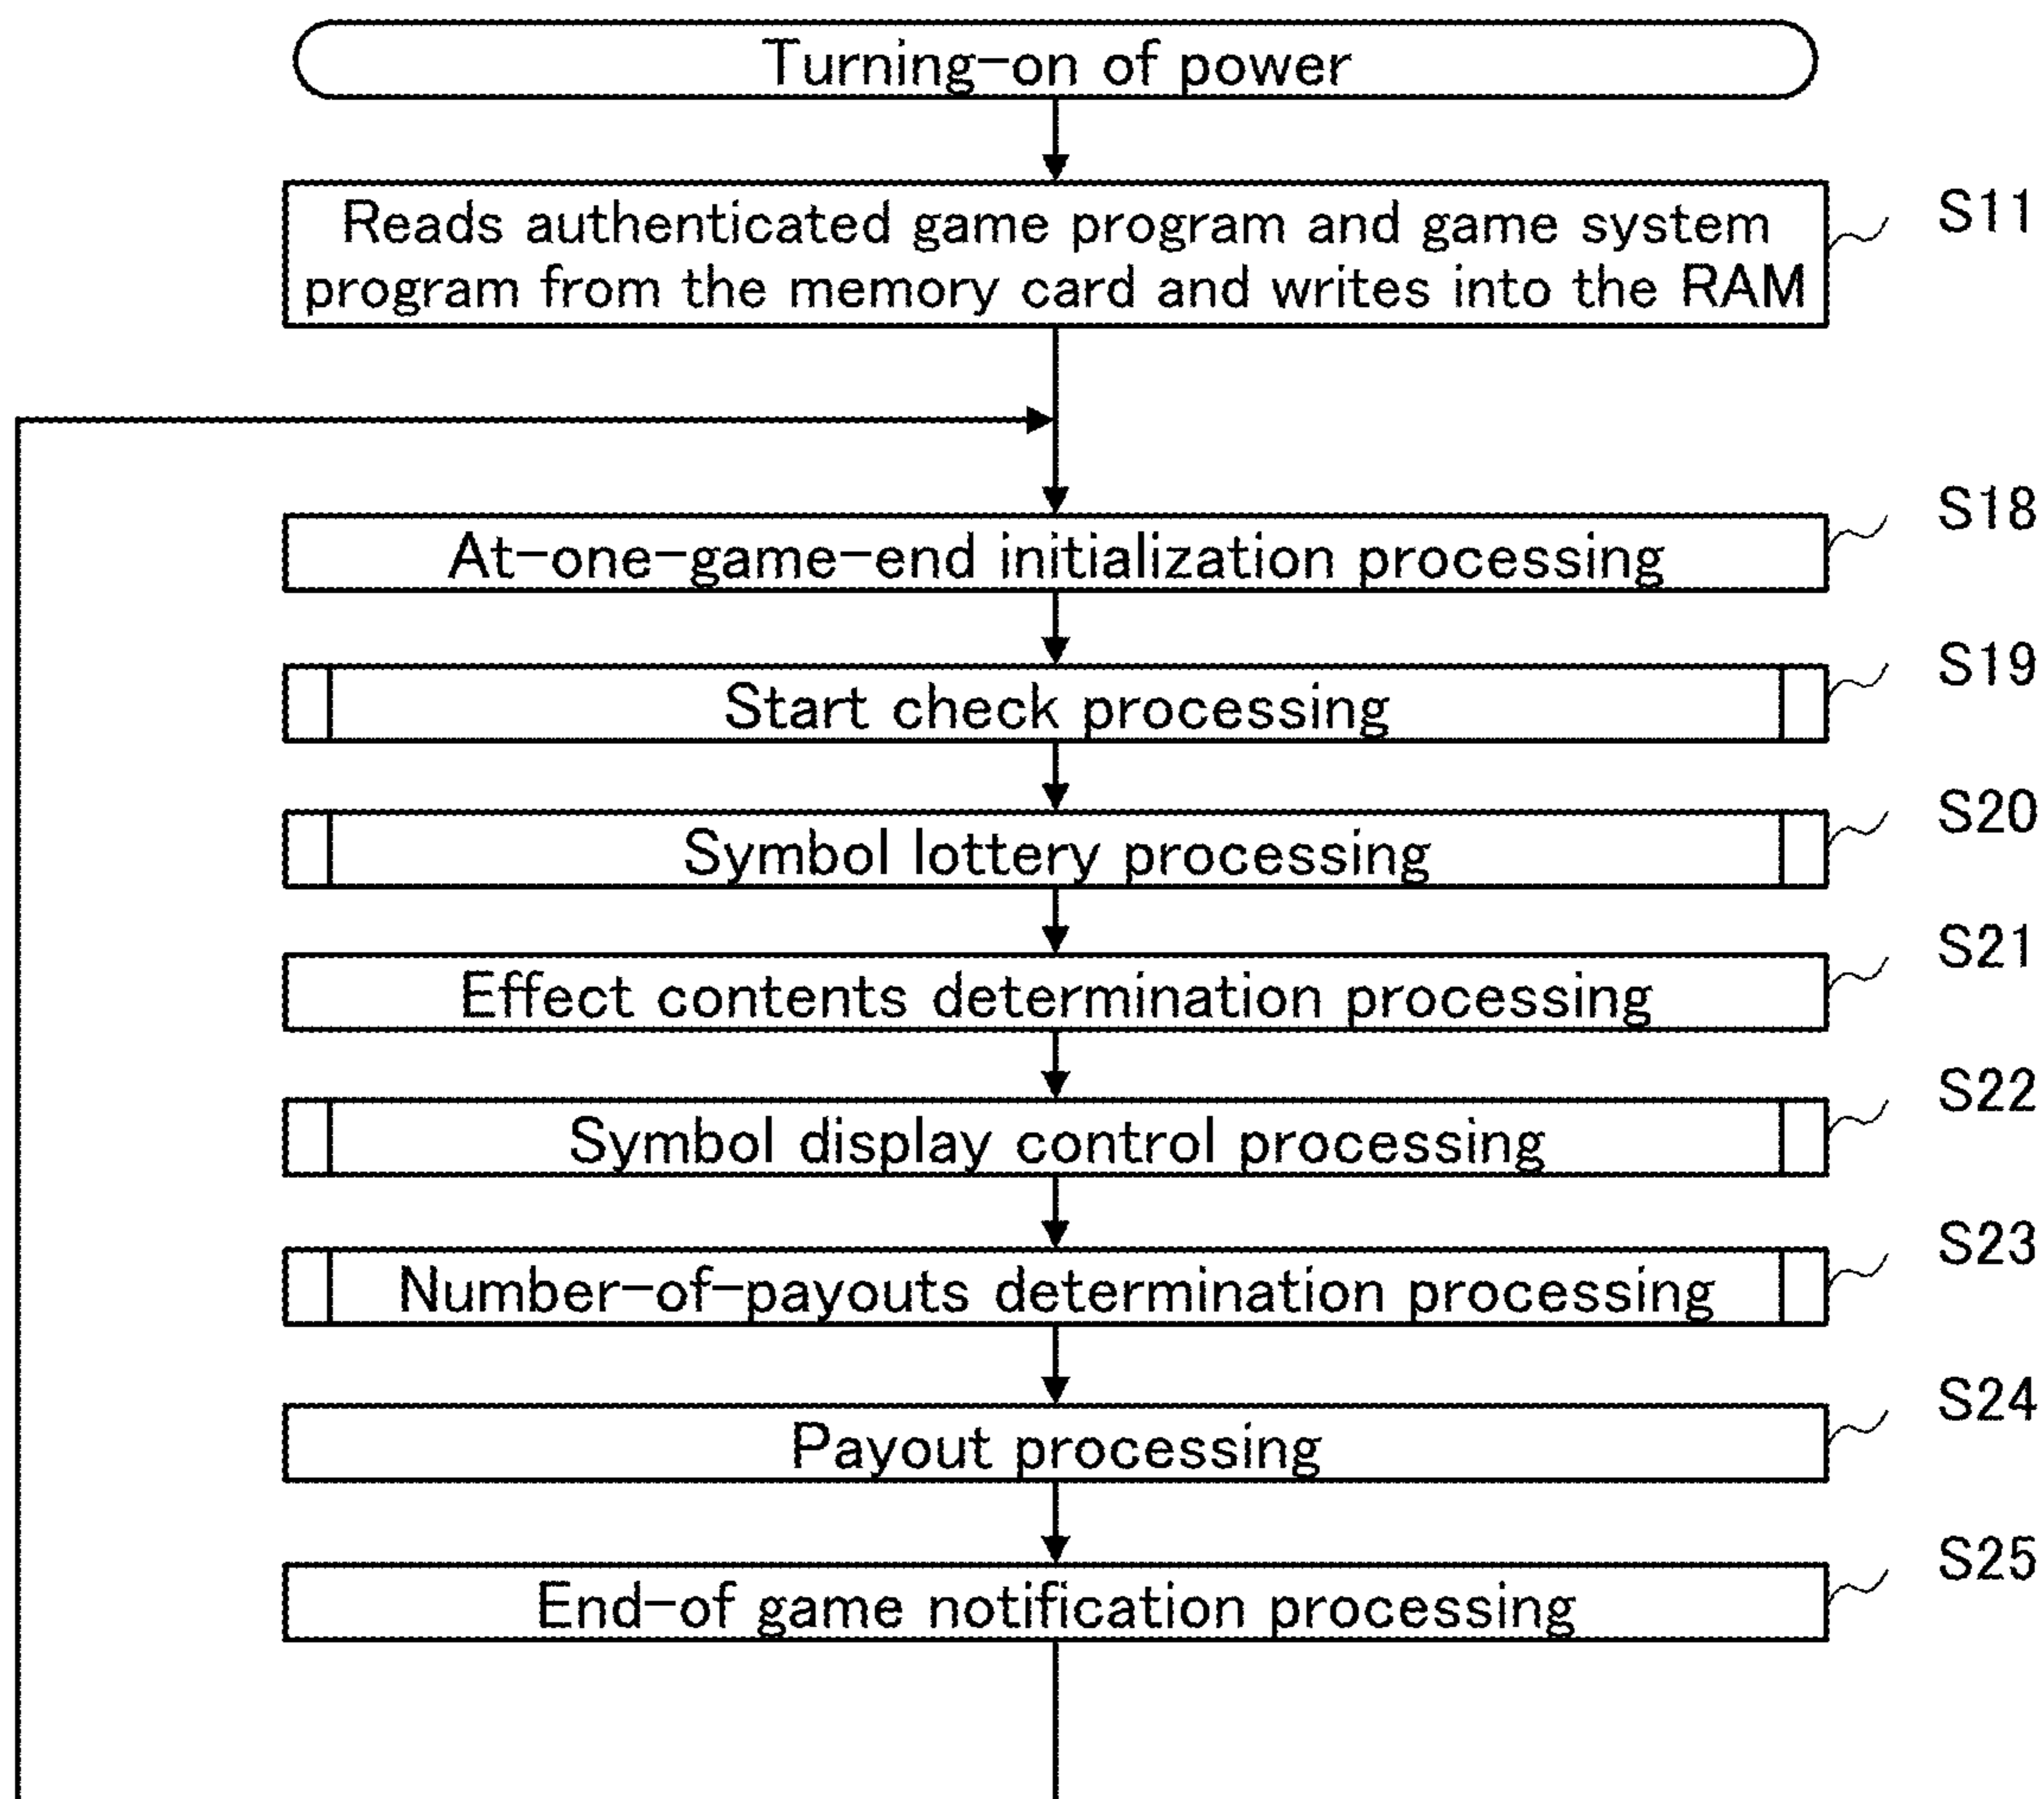 Turning-on of power
Reads authenticated game program and game system
program from the memory card and writes into the RAM
S11
At-one-game-end initialization processing
S18
Start check processing
S19
Symbol lottery processing
S20
Effect contents determination processing
S21
Symbol display control processing
S22
Number-of-payouts determination processing
S23
Payout processing
S24
End-of game notification processing
S25